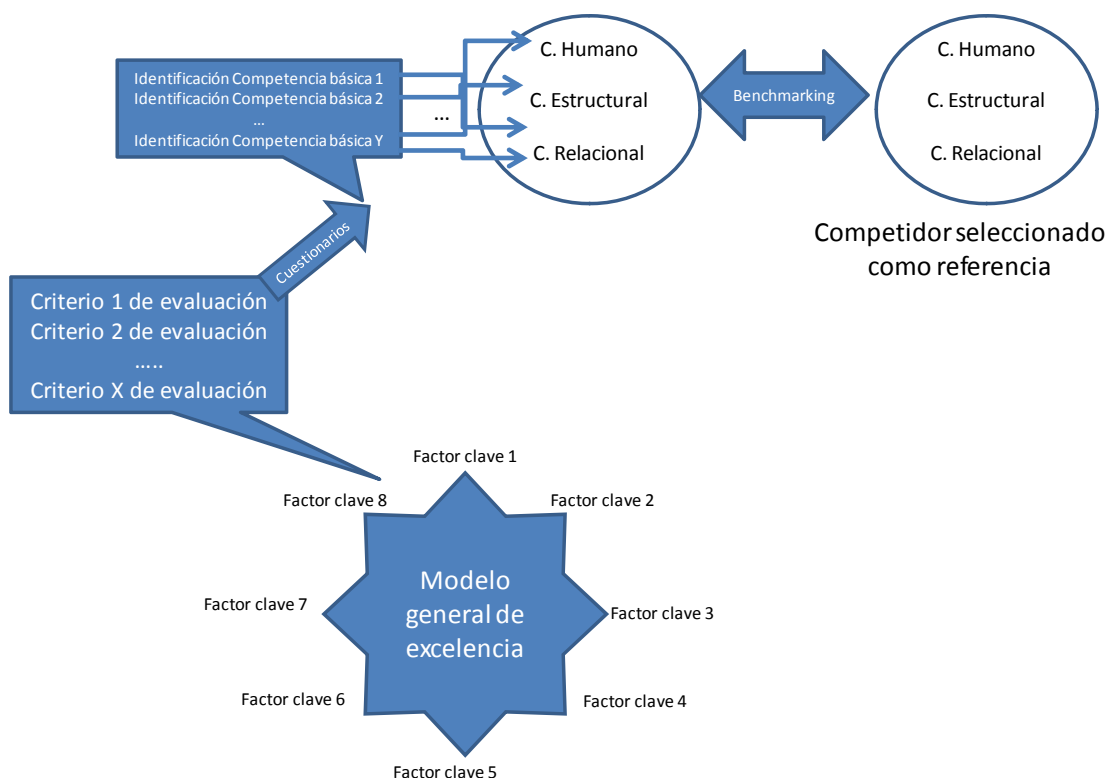 Identificación Competencia básica 1
Identificación Competencia básica 2
...
Identificación Competencia básica Y
...
C. Humano
C. Estructural
C. Relacional
Benchmarking
C. Humano
C. Estructural
C. Relacional
Competidor seleccionado
como referencia
Cuestionarios
Criterio 1 de evaluación
Criterio 2 de evaluación
.....
Criterio X de evaluación
Factor clave 1
Factor clave 8
Factor clave 2
Modelo
general de
excelencia
Factor clave 7
Factor clave 3
Factor clave 6
Factor clave 4
Factor clave 5